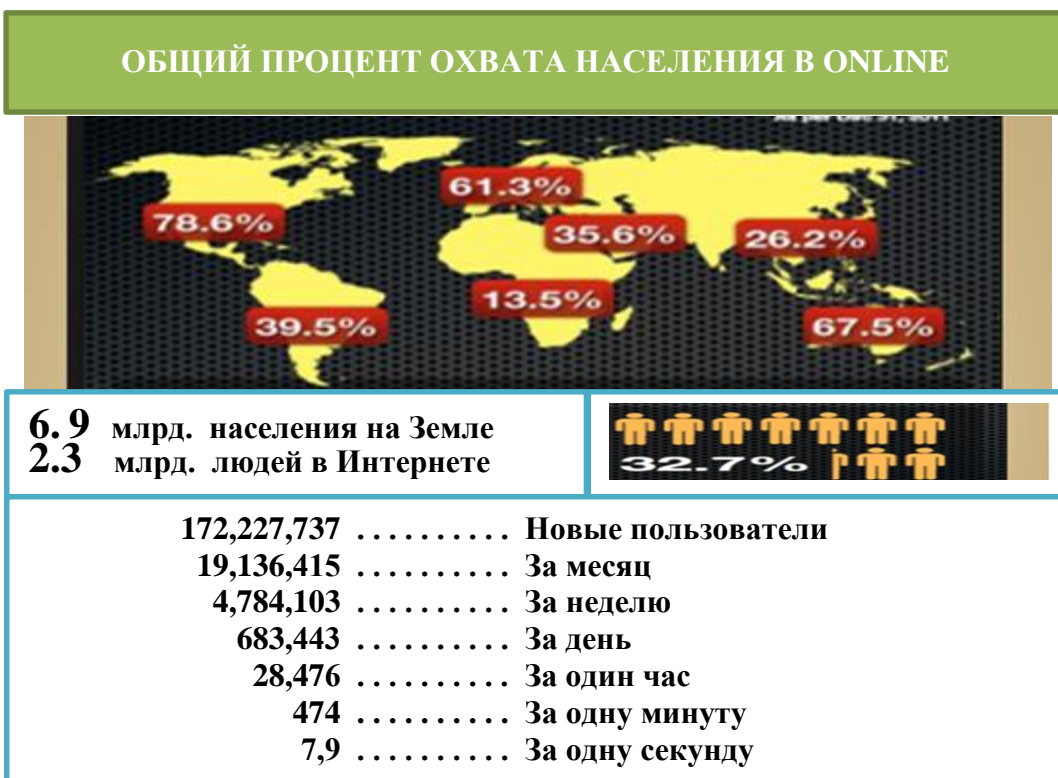 ОБЩИЙ ПРОЦЕНТ ОХВАТА НАСЕЛЕНИЯ В ONLINE
78.6%
61.3%
35.6%
26.2%
13.5%
39.5%
67.5%
6.9 млрд. населения на Земле
2.3 млрд. людей в Интернете
32.7%
172,227,737 .......... Новые пользователи
19,136,415 .......... За месяц
4,784,103 .......... За неделю
683,443 .......... За день
28,476 .......... За один час
474 .......... За одну минуту
7,9 .......... За одну секунду